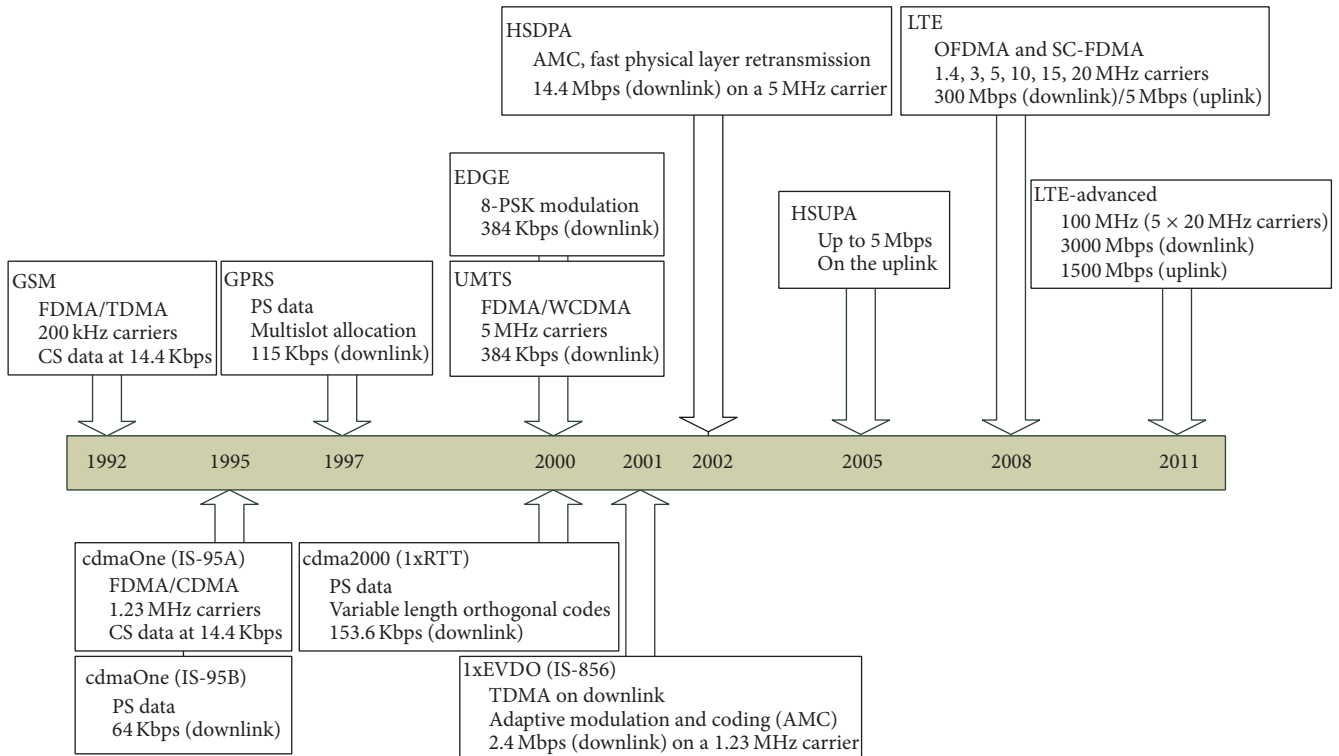 HSDPA
AMC, fast physical layer retransmission
14.4 Mbps (downlink) on a 5 MHz carrier
LTE
OFDMA and SC-FDMA
1.4, 3, 5, 10, 15, 20 MHz carriers
300 Mbps (downlink)/5 Mbps (uplink)
EDGE
8-PSK modulation
384 Kbps (downlink)
HSUPA
Up to 5 Mbps
On the uplink
LTE-advanced
100 MHz (5 × 20 MHz carriers)
3000 Mbps (downlink)
1500 Mbps (uplink)
GSM
FDMA/TDMA
200 kHz carriers
CS data at 14.4 Kbps
GPRS
PS data
Multislot allocation
115 Kbps (downlink)
UMTS
FDMA/WCDMA
5 MHz carriers
384 Kbps (downlink)
1992 1995 1997 2000 2001 2002 2005 2008 2011
cdmaOne (IS-95A)
FDMA/CDMA
1.23 MHz carriers
CS data at 14.4 Kbps
cdma2000 (1xRTT)
PS data
Variable length orthogonal codes
153.6 Kbps (downlink)
cdmaOne (IS-95B)
PS data
64 Kbps (downlink)
1xEVDO (IS-856)
TDMA on downlink
Adaptive modulation and coding (AMC)
2.4 Mbps (downlink) on a 1.23 MHz carrier